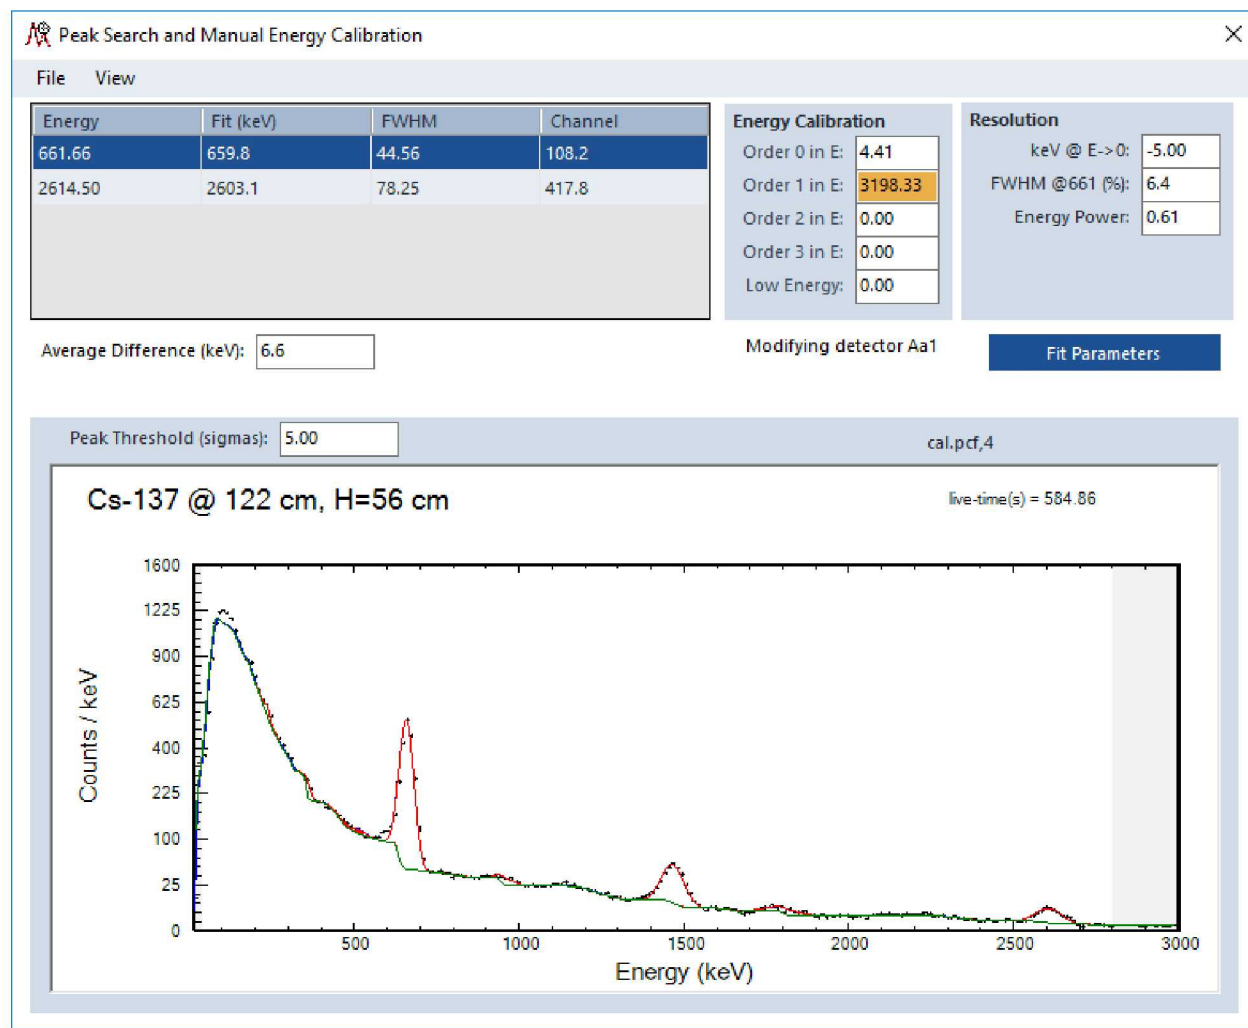 Peak Search and Manual Energy Calibration
File View
Energy Fit (keV) FWHM Channel
661.66 659.8 44.56 108.2
2614.50 2603.1 78.25 417.8
Energy Calibration
Order 0 in E: 4.41
Order 1 in E: 3198.33
Order 2 in E: 0.00
Order 3 in E: 0.00
Low Energy: 0.00
Resolution
keV @ E->0: -5.00
FWHM @661 (%): 6.4
Energy Power: 0.61
Average Difference (keV): 6.6
Modifying detector Aa1
Fit Parameters
Peak Threshold (sigmas): 5.00
cal.pcf,4
Cs-137 @ 122 cm, H=56 cm
live-time(s) = 584.86
Counts / keV
1600
1225
900
625
400
225
100
25
0
500 1000 1500 2000 2500 3000
Energy (keV)